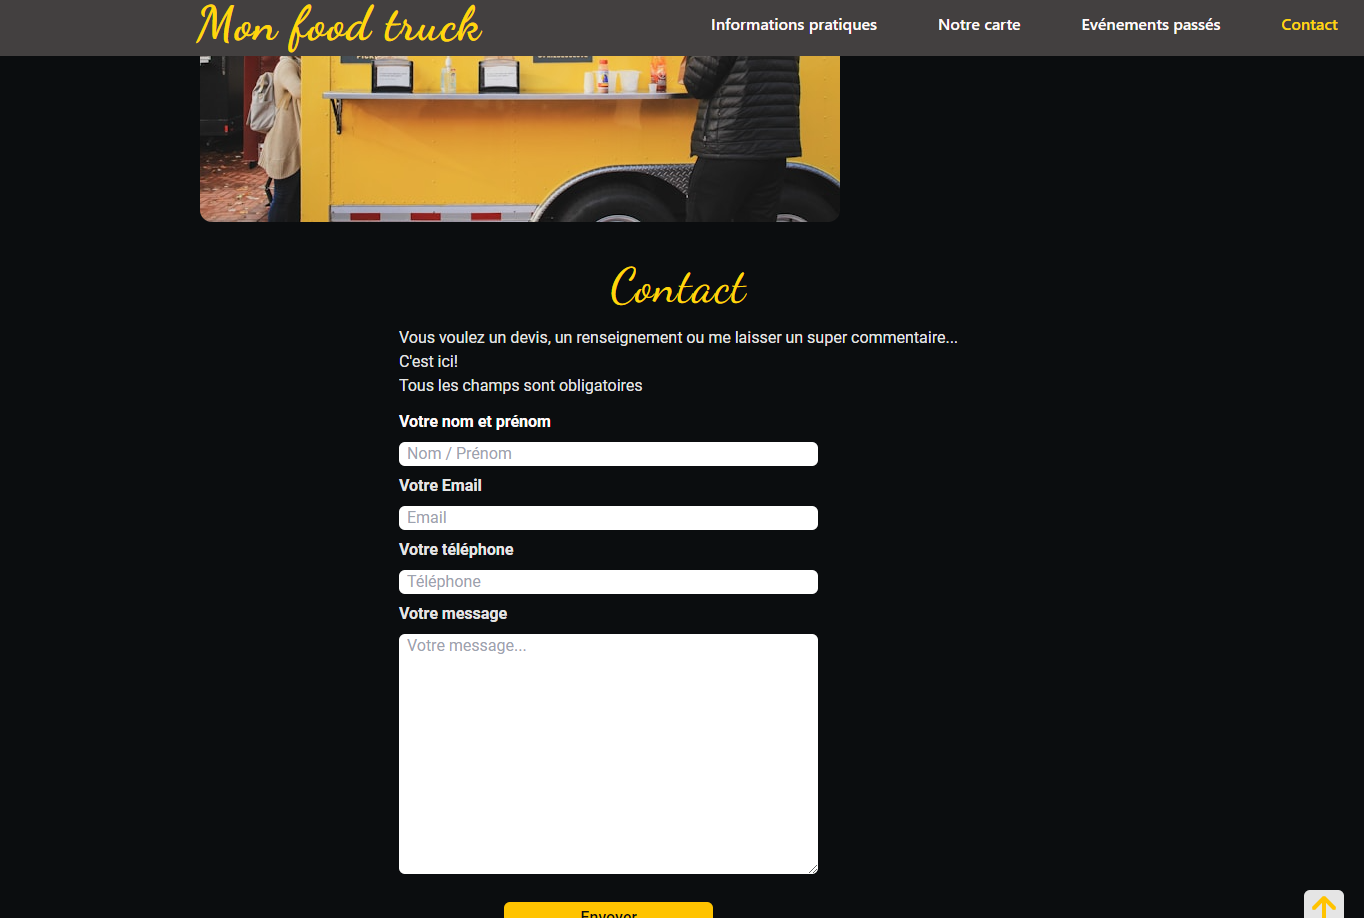 Mon food truck
Informations pratiques
Notre carte
Evénements passés
Contact
Contact
Vous voulez un devis, un renseignement ou me laisser un super commentaire...
C'est ici!
Tous les champs sont obligatoires
Votre nom et prénom
Nom / Prénom
Votre Email
Email
Votre téléphone
Téléphone
Votre message
Votre message...
Envoyer